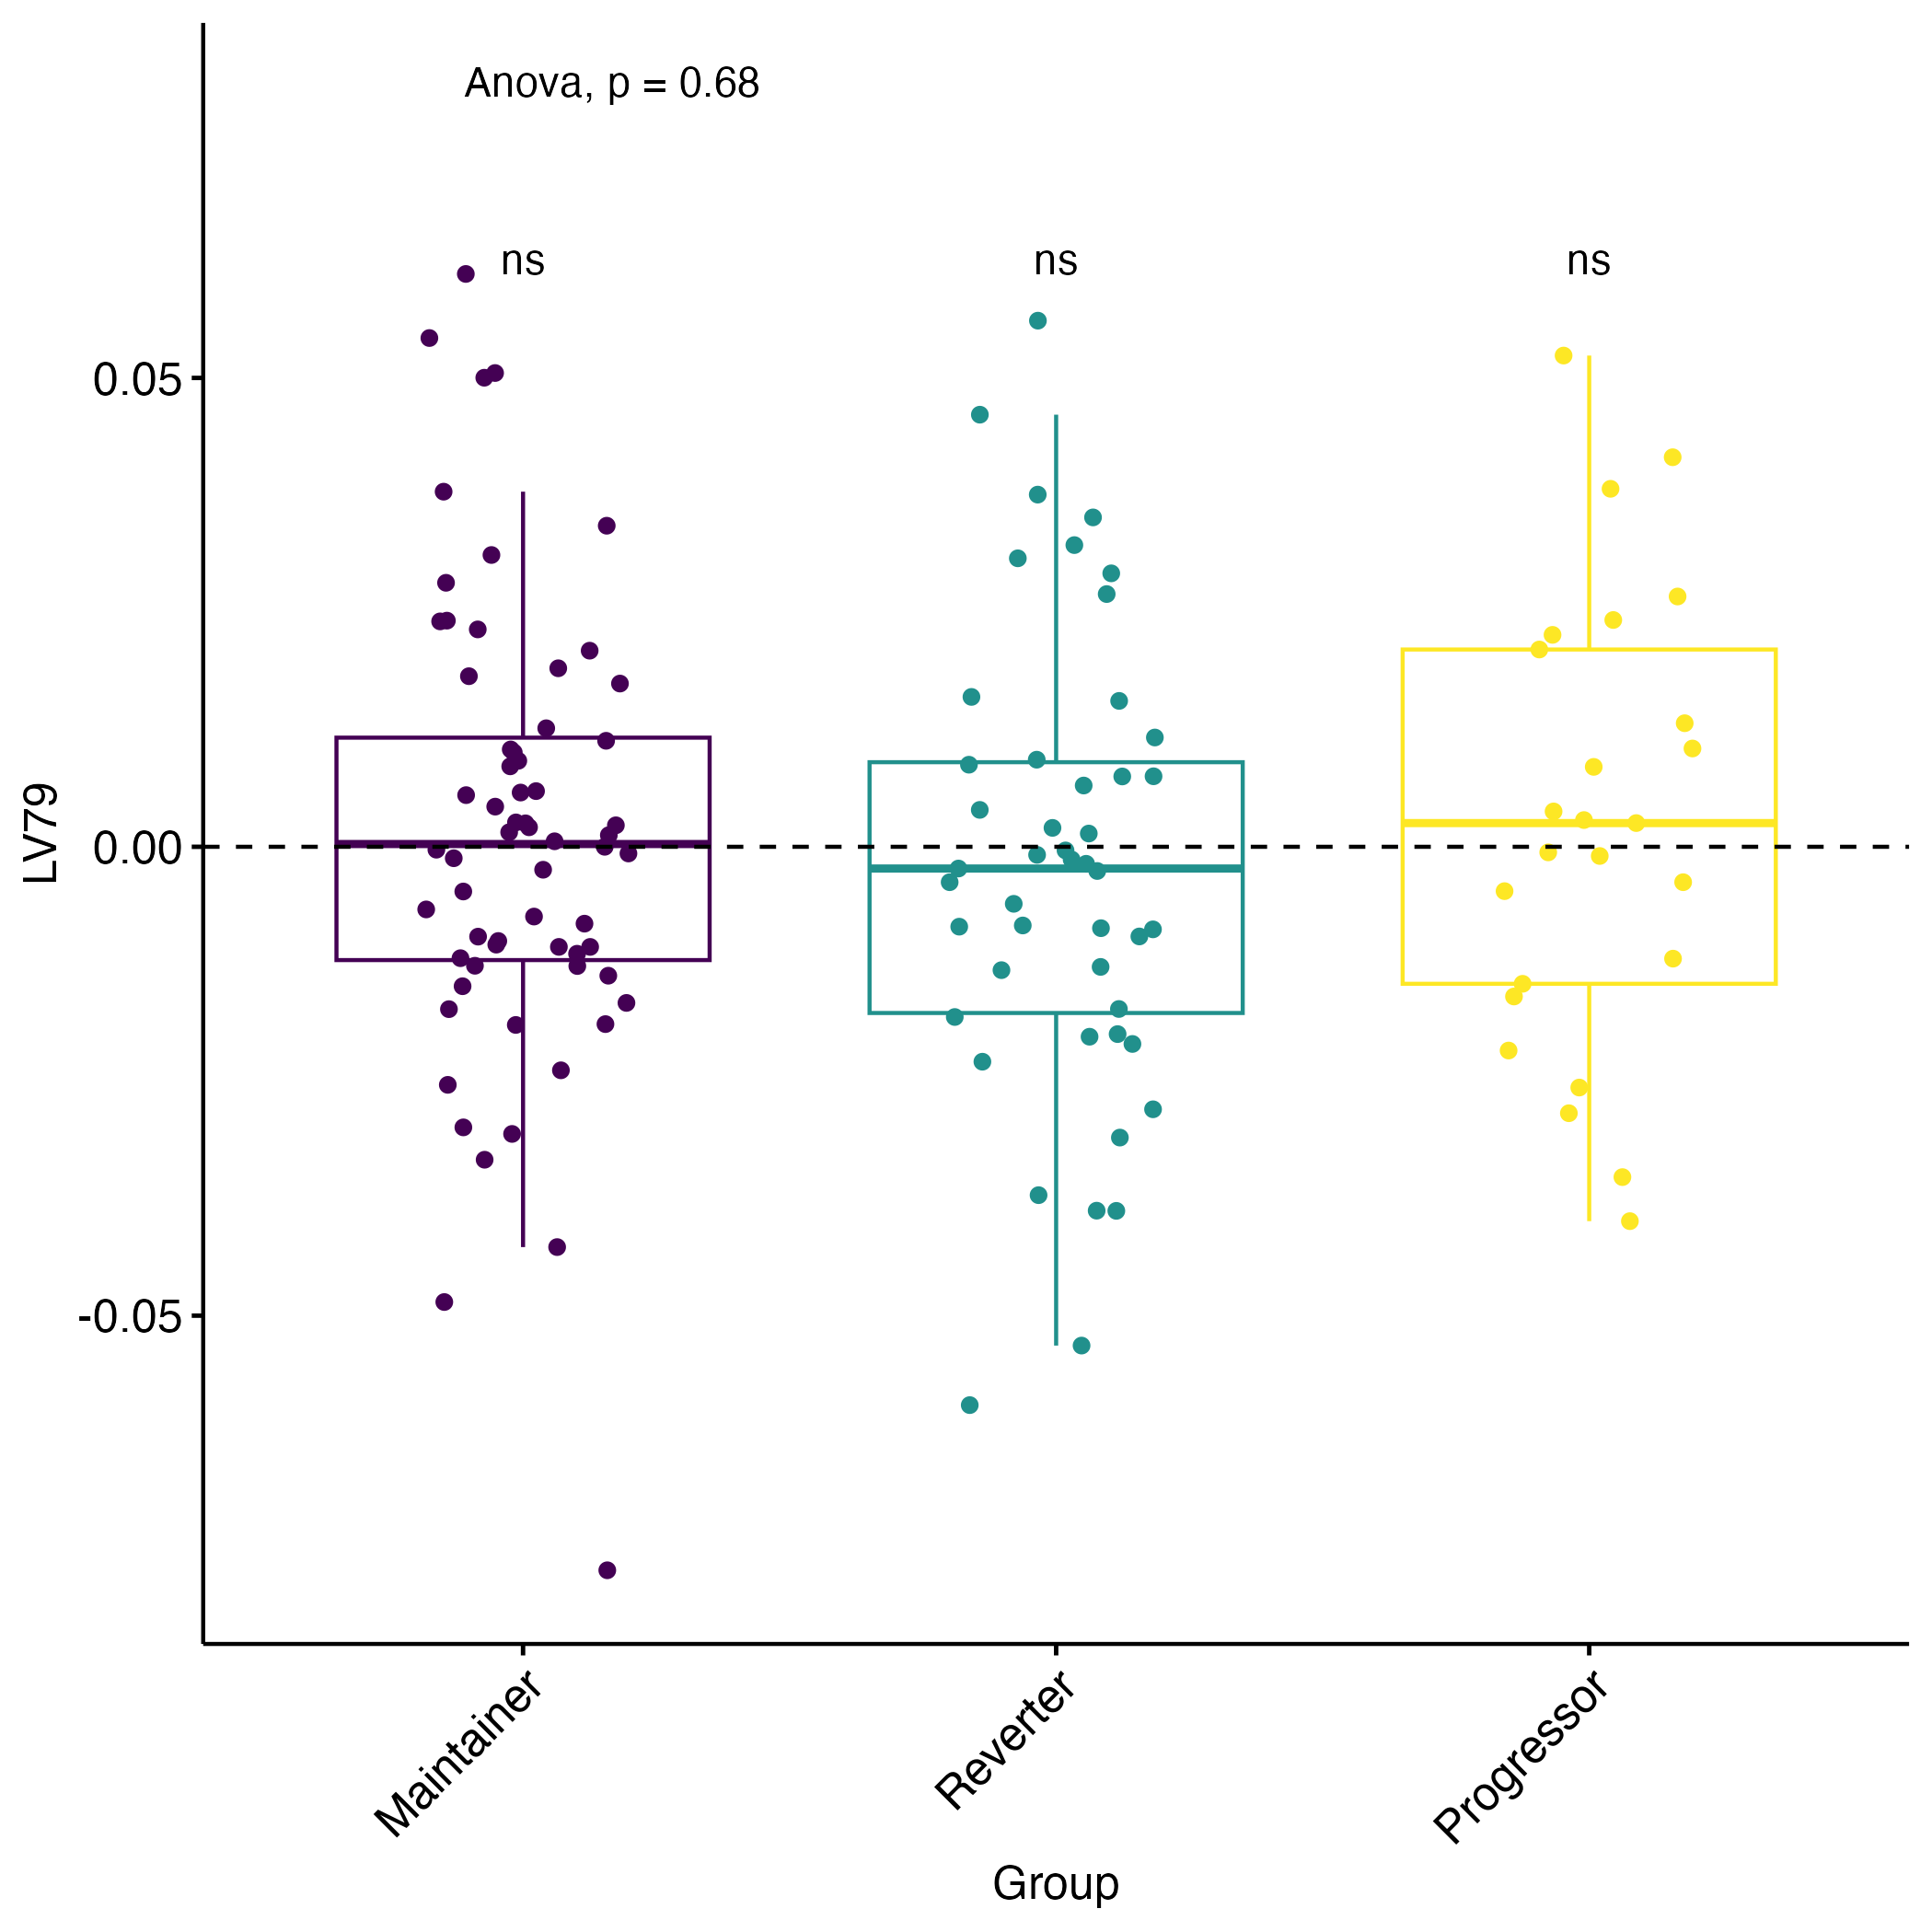 Anova, p = 0.68
ns ns ns
0.05
0.00
-0.05
LV79
Maintainer Reverter Progressor
Group